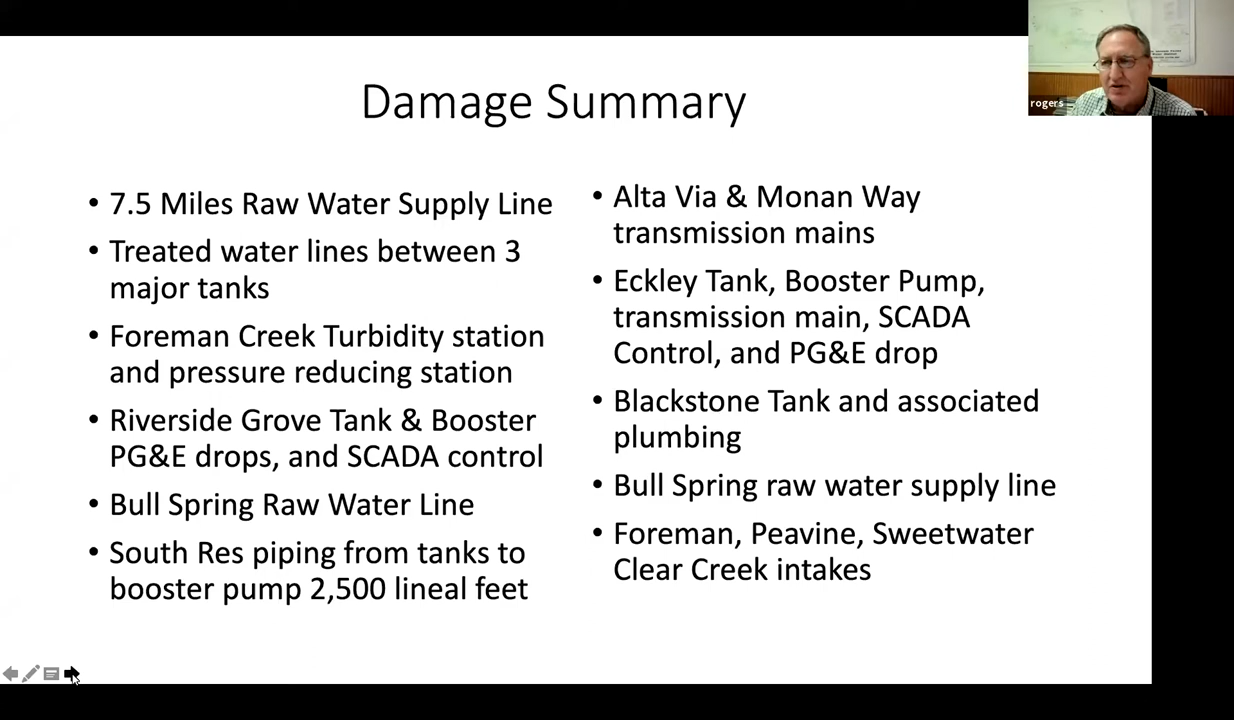 Damage Summary
• 7.5 Miles Raw Water Supply Line
• Treated water lines between 3
major tanks
• Foreman Creek Turbidity station
and pressure reducing station
• Riverside Grove Tank & Booster
PG&E drops, and SCADA control
• Bull Spring Raw Water Line
• South Res piping from tanks to
booster pump 2,500 lineal feet
• Alta Via & Monan Way
transmission mains
• Eckley Tank, Booster Pump,
transmission main, SCADA
Control, and PG&E drop
• Blackstone Tank and associated
plumbing
• Bull Spring raw water supply line
• Foreman, Peavine, Sweetwater
Clear Creek intakes
rogers